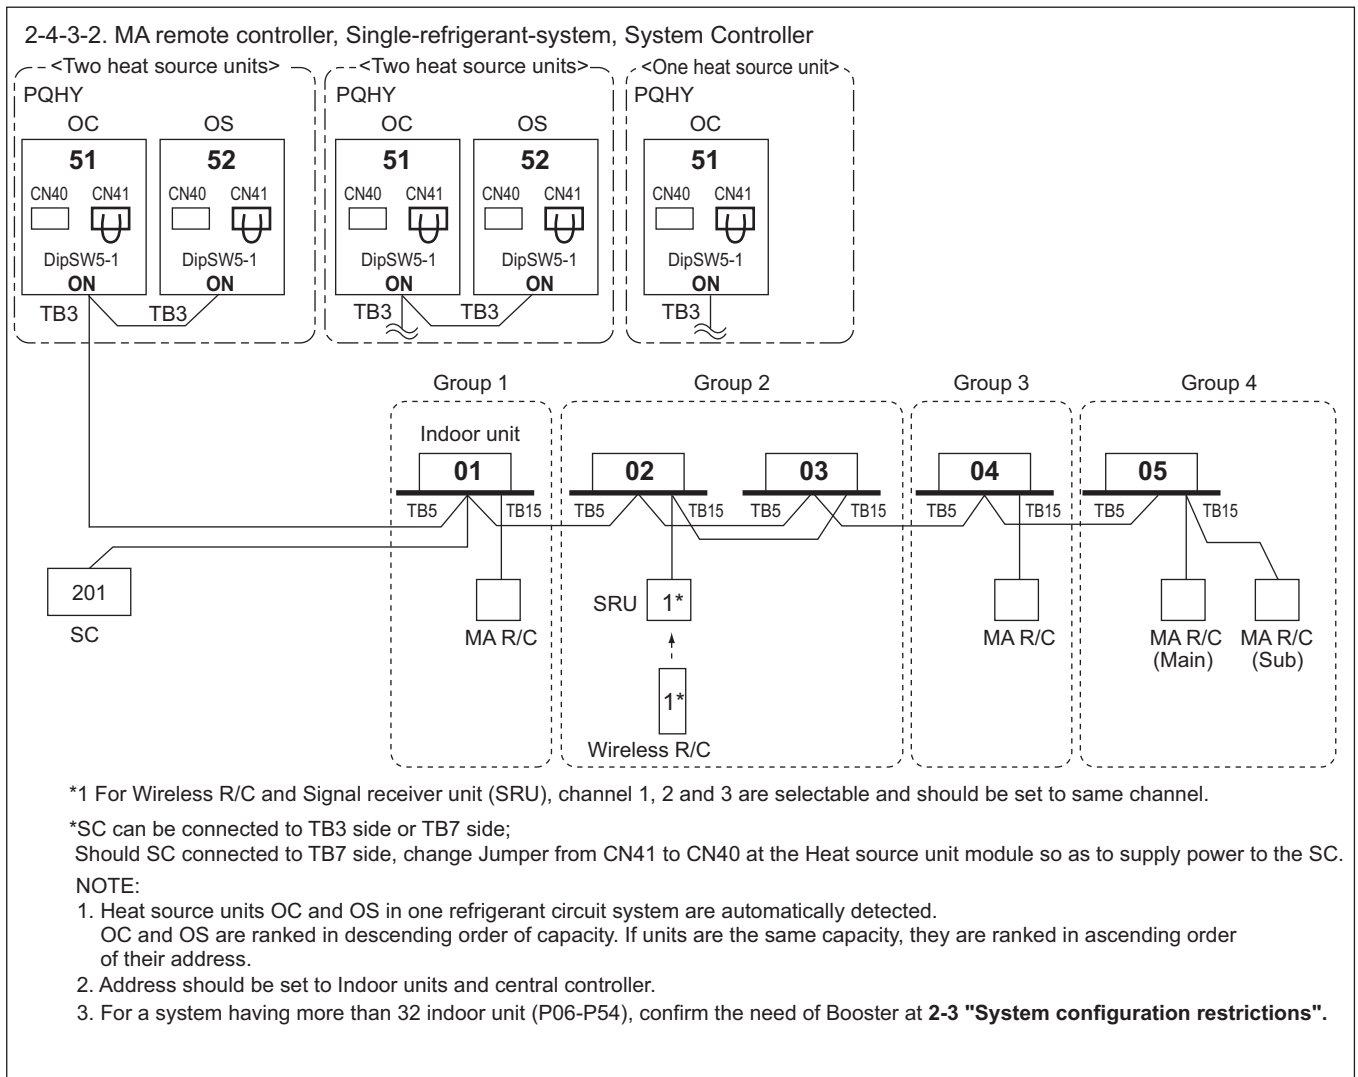 2-4-3-2. MA remote controller, Single-refrigerant-system, System Controller
<Two heat source units> <Two heat source units> <One heat source unit>
PQHY PQHY PQHY
OC OS OC OS OC
51 52 51 52 51
CN40 CN41 CN40 CN41 CN40 CN41 CN40 CN41 CN40 CN41
DipSW5-1 DipSW5-1 DipSW5-1 DipSW5-1 DipSW5-1
ON ON ON ON ON
TB3 TB3 TB3 TB3 TB3
Group 1 Group 2 Group 3 Group 4
Indoor unit
01 02 03 04 05
TB5 TB15 TB5 TB15 TB5 TB15 TB5 TB15 TB5 TB15
201 SRU 1*
SC MA R/C MA R/C MA R/C MA R/C
(Main) (Sub)
1*
Wireless R/C
*1 For Wireless R/C and Signal receiver unit (SRU), channel 1, 2 and 3 are selectable and should be set to same channel.
*SC can be connected to TB3 side or TB7 side;
Should SC connected to TB7 side, change Jumper from CN41 to CN40 at the Heat source unit module so as to supply power to the SC.
NOTE:
1. Heat source units OC and OS in one refrigerant circuit system are automatically detected.
OC and OS are ranked in descending order of capacity. If units are the same capacity, they are ranked in ascending order
of their address.
2. Address should be set to Indoor units and central controller.
3. For a system having more than 32 indoor unit (P06-P54), confirm the need of Booster at 2-3 "System configuration restrictions".